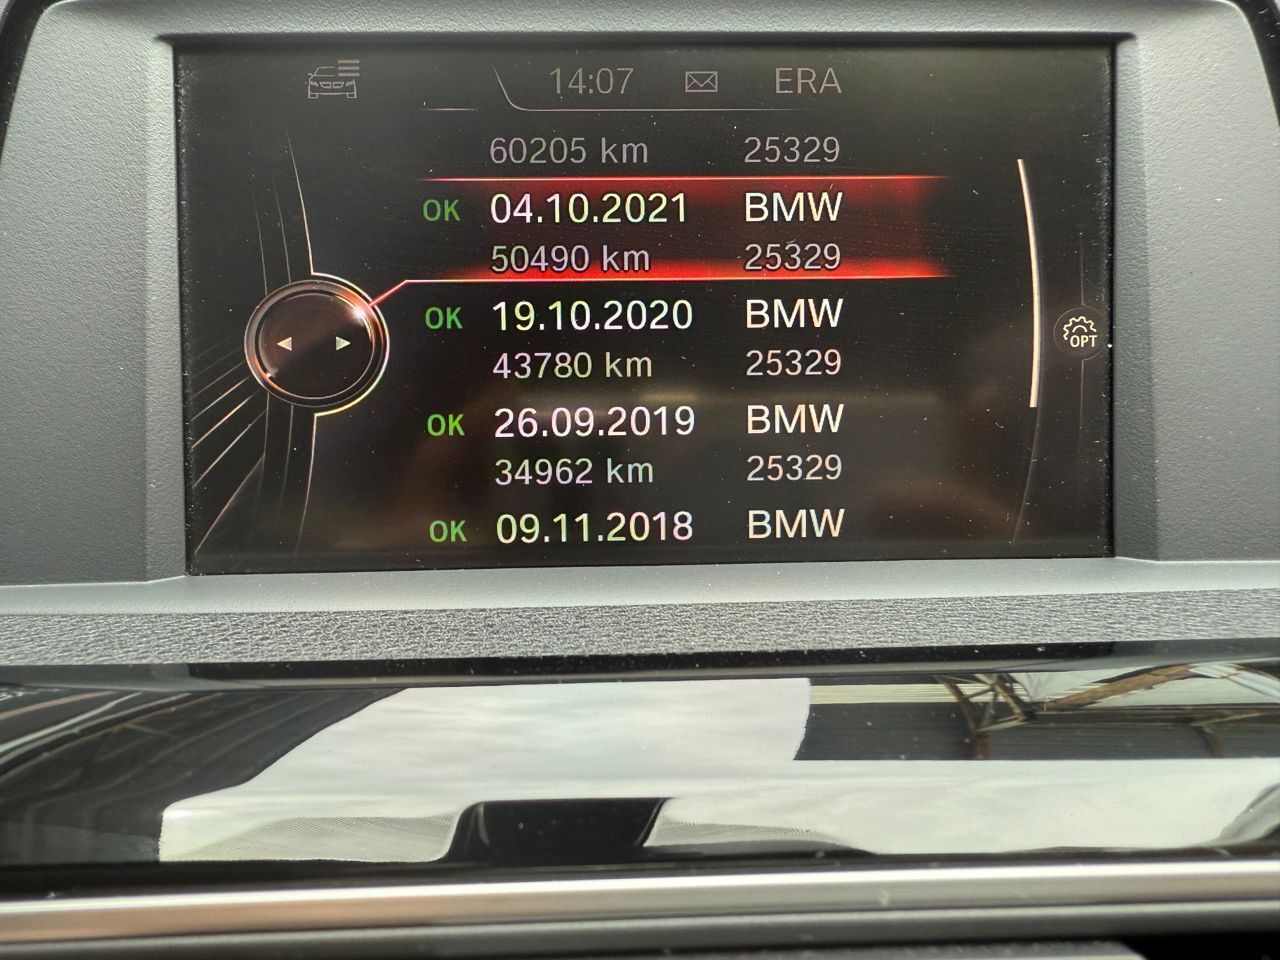 14:07 ERA
60205 km 25329
OK 04.10.2021 BMW
50490 km 25329
OK 19.10.2020 BMW
43780 km 25329
OK 26.09.2019 BMW
34962 km 25329
OK 09.11.2018 BMW
OPT